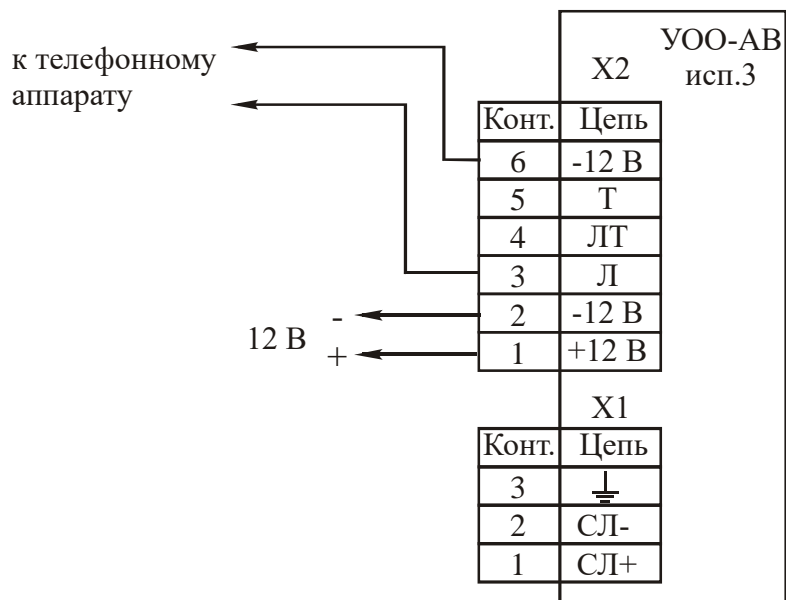 УОО-АВ
исп.3
к телефонному
аппарату
X2
Конт. Цепь
6 -12 В
5 Т
4 ЛТ
3 Л
2 -12 В
1 +12 В
12 В
-
+
X1
Конт. Цепь
3
2 СЛ-
1 СЛ+